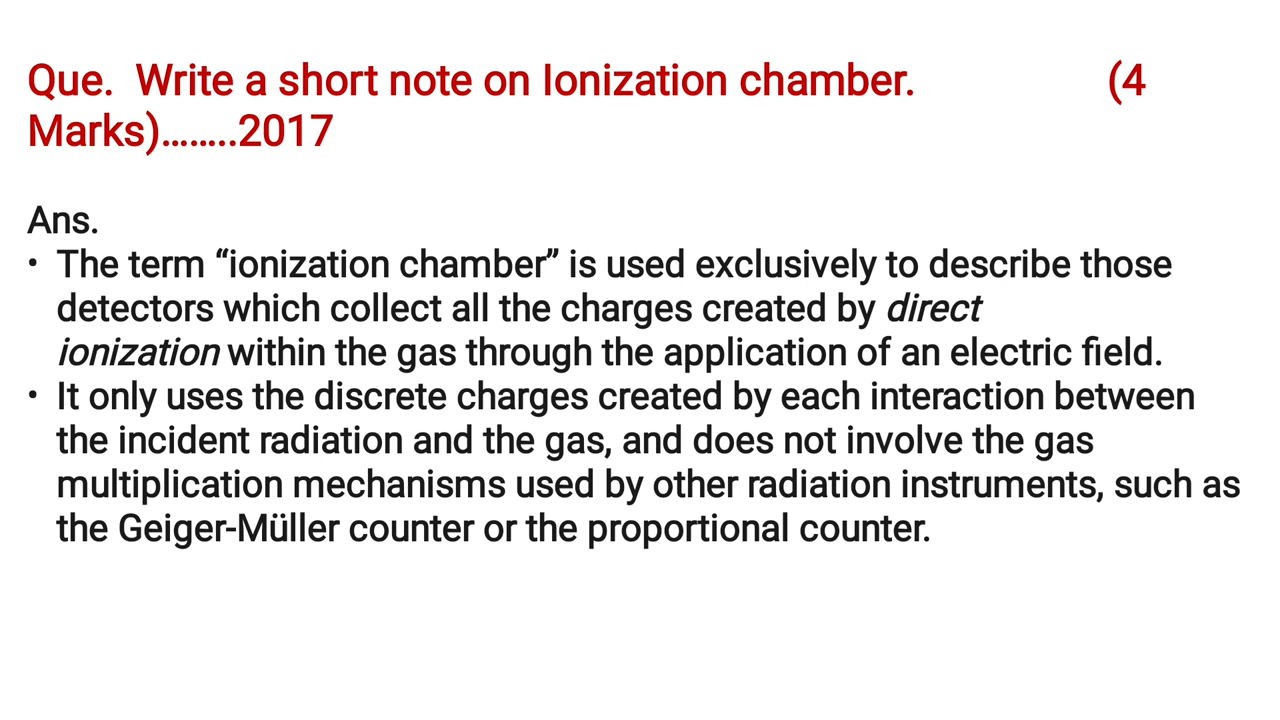 Que.  Write a short note on Ionization chamber. (4
Marks)……..2017
Ans.
• The term “ionization chamber” is used exclusively to describe those
detectors which collect all the charges created by direct
ionization within the gas through the application of an electric field.
• It only uses the discrete charges created by each interaction between
the incident radiation and the gas, and does not involve the gas
multiplication mechanisms used by other radiation instruments, such as
the Geiger-Müller counter or the proportional counter.